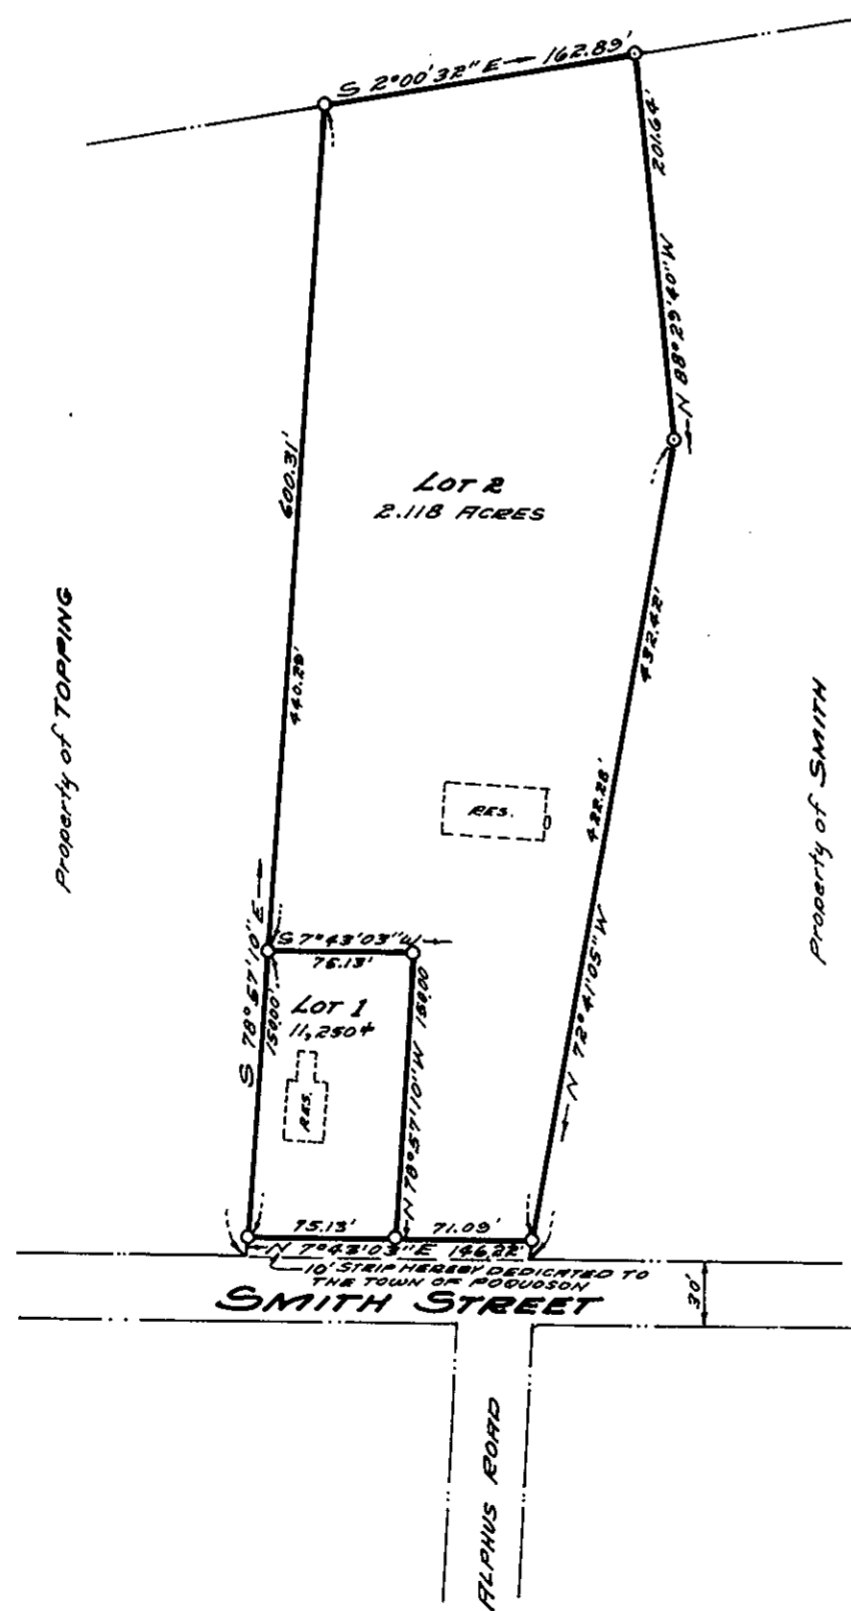 S 2°00'32" E 162.89'
201.64'
N 88°29'40" W
600.31'
LOT 2
2.118 ACRES
432.42'
440.29'
Property of TOPPING
Property of SMITH
422.28'
RES.
N 72°41'05" W
S 7°43'03" W
75.13'
S 78°57'10" E
150.00'
LOT 1
11,250 ft
RES.
N 78°57'10" W 150.00
75.13'
71.09'
N 7°43'03" E 146.22'
10' STRIP HEREBY DEDICATED TO
THE TOWN OF POQUOSON
SMITH STREET
30'
ALPHUS ROAD